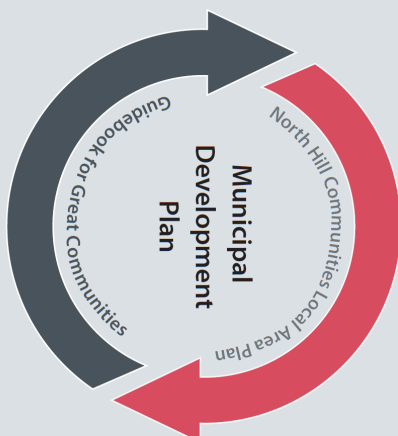 North Hill Communities Local Area Plan
Municipal
Development
Plan
Guidebook for Great Communities